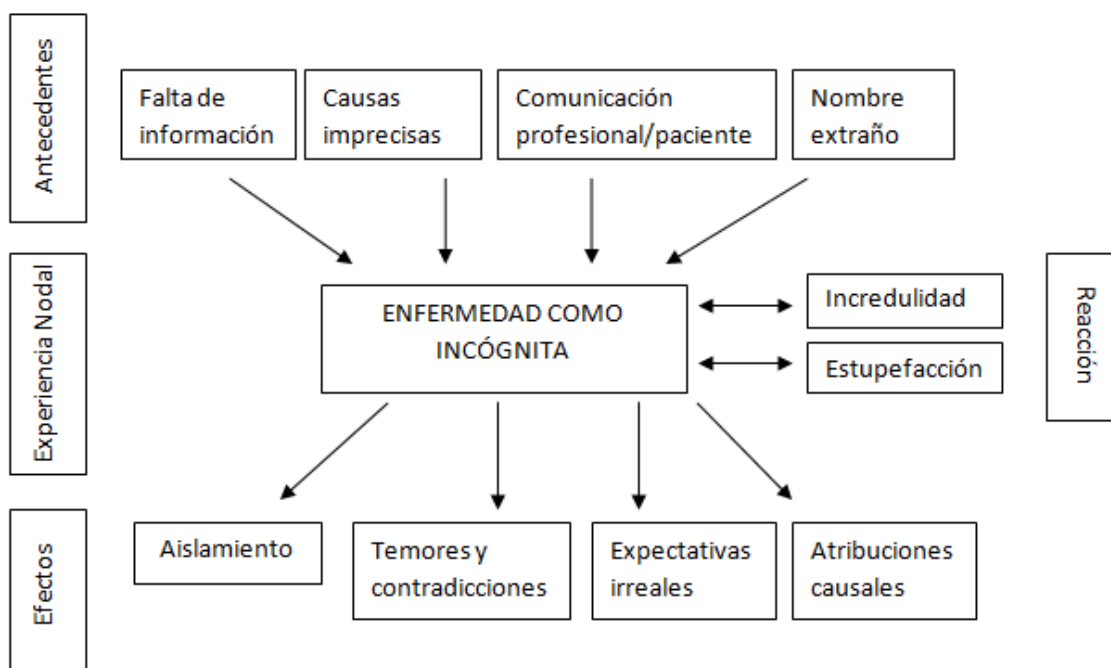 Antecedentes
Falta de
información
Causas
imprecisas
Comunicación
profesional/paciente
Nombre
extraño
Experiencia Nodal
ENFERMEDAD COMO
INCÓGNITA
Incredulidad
Estupefacción
Reacción
Efectos
Aislamiento
Temores y
contradicciones
Expectativas
irreales
Atribuciones
causales